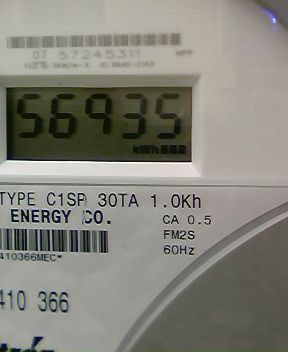 07 57245311
56935
kWh
TYPE C1SR 30TA 1.0Kh
ENERGY CO.
CA 0.5
FM2S
60Hz
410366MEC*
410 366